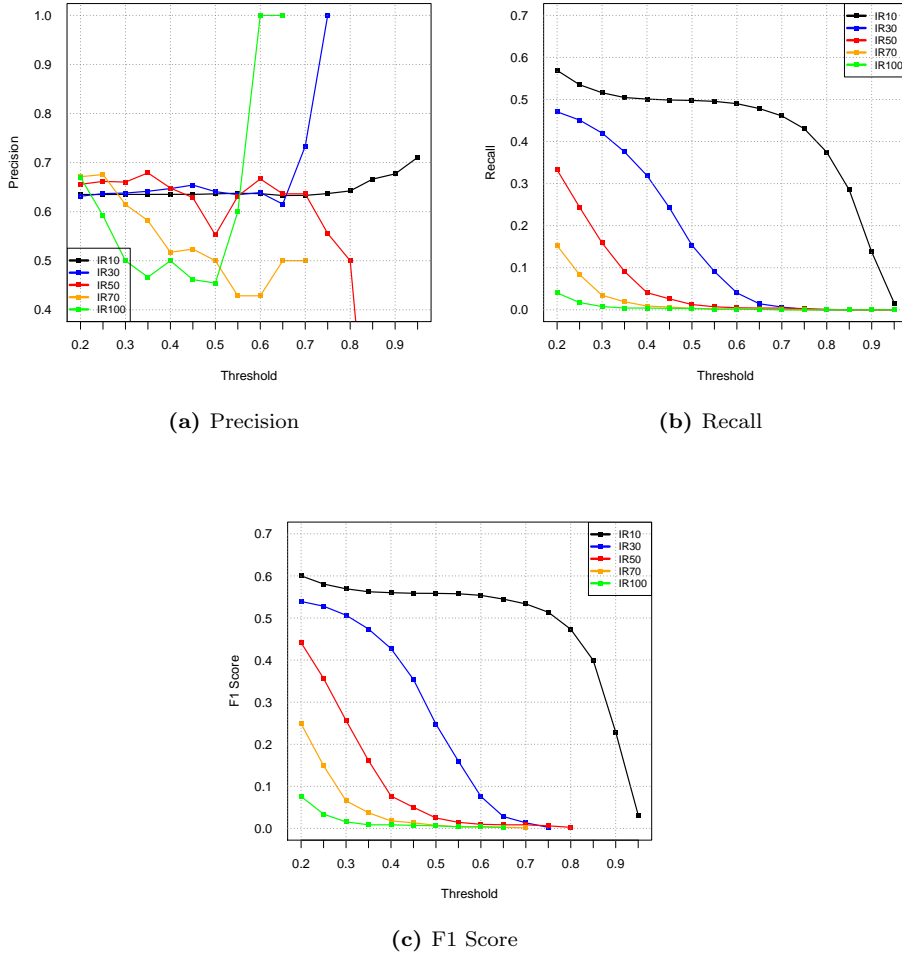 1.0
0.9
0.8
0.7
0.6
0.5
0.4
Precision
IR10
IR30
IR50
IR70
IR100
0.2 0.3 0.4 0.5 0.6 0.7 0.8 0.9
Threshold
(a) Precision
0.7
0.6
0.5
0.4
0.3
0.2
0.1
0.0
Recall
IR10
IR30
IR50
IR70
IR100
0.2 0.3 0.4 0.5 0.6 0.7 0.8 0.9
Threshold
(b) Recall
0.7
0.6
0.5
0.4
0.3
0.2
0.1
0.0
F1 Score
IR10
IR30
IR50
IR70
IR100
0.2 0.3 0.4 0.5 0.6 0.7 0.8 0.9
Threshold
(c) F1 Score